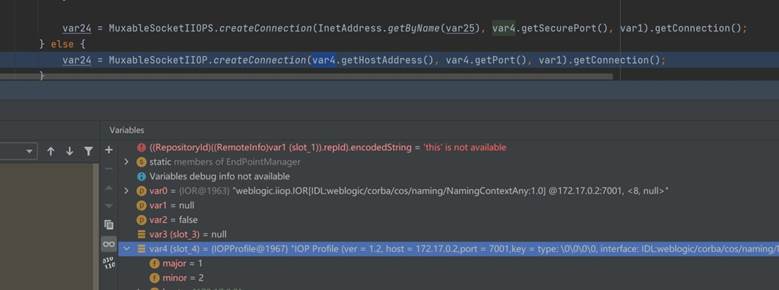 var24 = MuxableSocketIIOPS.createConnection(InetAddress.getByName(var25), var4.getSecurePort(), var1).getConnection();
} else {
var24 = MuxableSocketIIOP.createConnection(var4.getHostAddress(), var4.getPort(), var1).getConnection();
}
Variables
((RepositoryId)((RemoteInfo)var1 (slot_1)).repId).encodedString = 'this' is not available
static members of EndPointManager
Variables debug info not available
var0 = (IOR@1963) "weblogic.iiop.IOR[IDL:weblogic/corba/cos/naming/NamingContextAny:1.0] @172.17.0.2:7001, <8, null>"
var1 = null
var2 = false
var3 (slot_3) = null
var4 (slot_4) = (IOPProfile@1967) "IOP Profile (ver = 1.2, host = 172.17.0.2,port = 7001,key = type: \0\0\0\0, interface: IDL:weblogic/corba/cos/naming/
major = 1
minor = 2